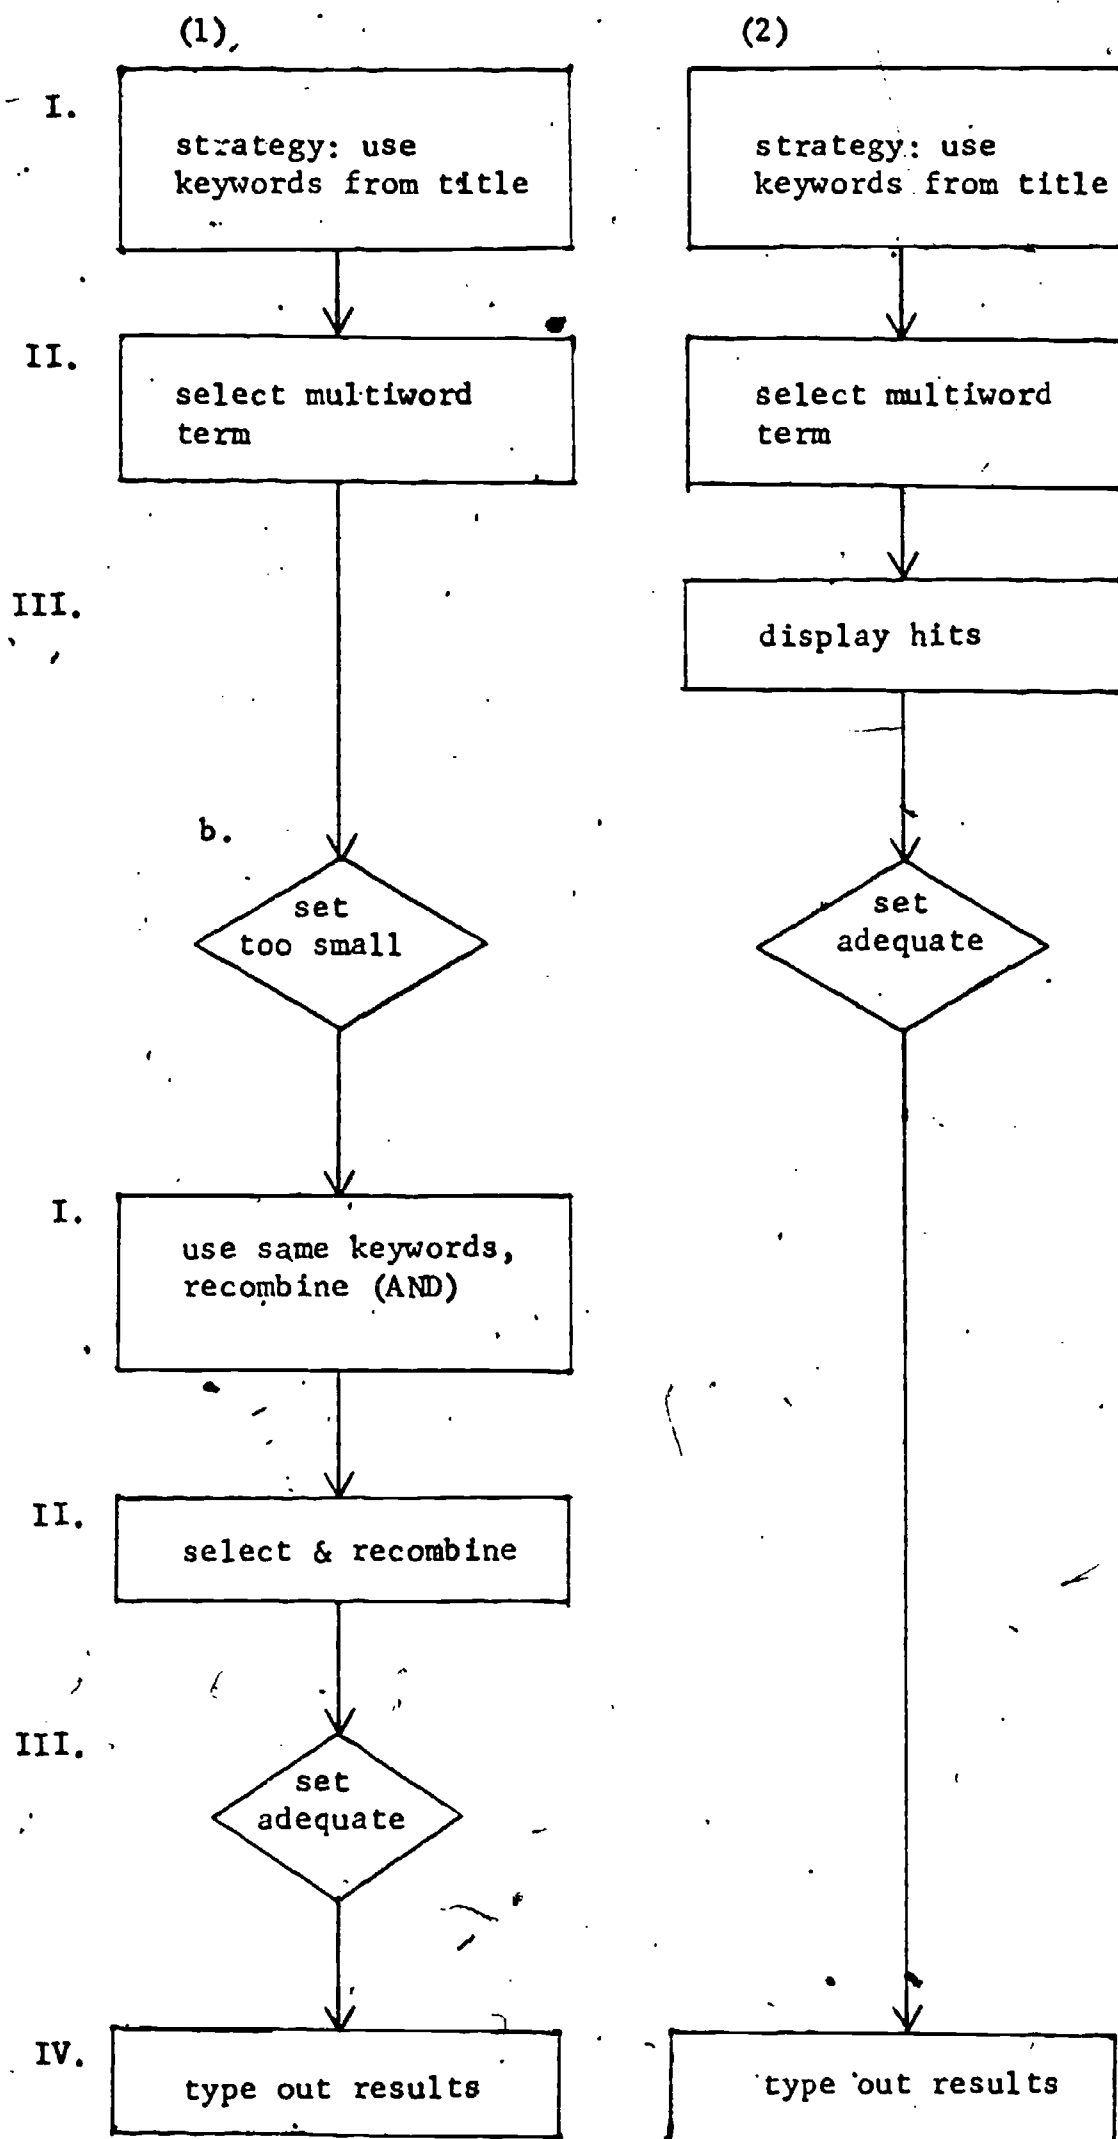 (1)
(2)
I.
strategy: use
keywords from title
strategy: use
keywords from title
II.
select multiword
term
select multiword
term
III.
display hits
b.
set
too small
set
adequate
I.
use same keywords,
recombine (AND)
II.
select & recombine
III.
set
adequate
IV.
type out results
type out results